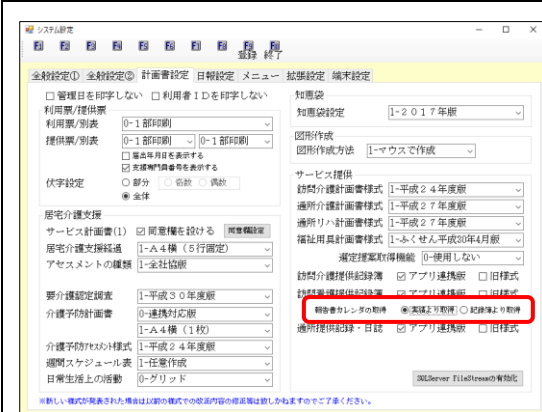 システム設定
F1 F2 F3 F4 F5 F6 F7 F8 F9 登録 F10 終了
全般設定① 全般設定② 計画書設定 日報設定 メニュー 拡張設定 端末設定
管理日を印字しない 利用者IDを印字しない
利用票/提供票
利用票/別表 0-1部印刷
提供票/別表 0-1部印刷 0-1部印刷
届出年月日を表示する
支援専門員番号を表示する
伏字設定 部分 奇数 偶数
全体
居宅介護支援
サービス計画書(1) 同意欄を設ける 同意欄設定
居宅介護支援経過 1-A4横（5行固定）
アセスメントの種類 1-全社協版
要介護認定調査 1-平成30年度版
介護予防計画書 0-連携対応版
1-A4横（1枚）
介護予防ｱｾｽﾒﾝﾄ様式 1-平成24年度版
週間スケジュール表 1-任意作成
日常生活上の活動 0-グリッド
知恵袋
知恵袋設定 1-2017年版
図形作成
図形作成方法 1-マウスで作成
サービス提供
訪問介護計画書様式 1-平成24年度版
通所介護計画書様式 1-平成27年度版
通所リハ計画書様式 1-平成27年度版
福祉用具計画書様式 1-ふくせん平成30年4月版
選定提案取得機能 0-使用しない
訪問介護提供記録簿 アプリ連携版 旧様式
訪問看護提供記録簿 アプリ連携版 旧様式
報告書カレンダの取得 実績より取得 記録簿より取得
通所提供記録・日誌 アプリ連携版 旧様式
SQLServer FileStreamの有効化
※新しい様式が発表された場合は以前の様式での改正内容の修正等は致しかねますのでご了承ください。